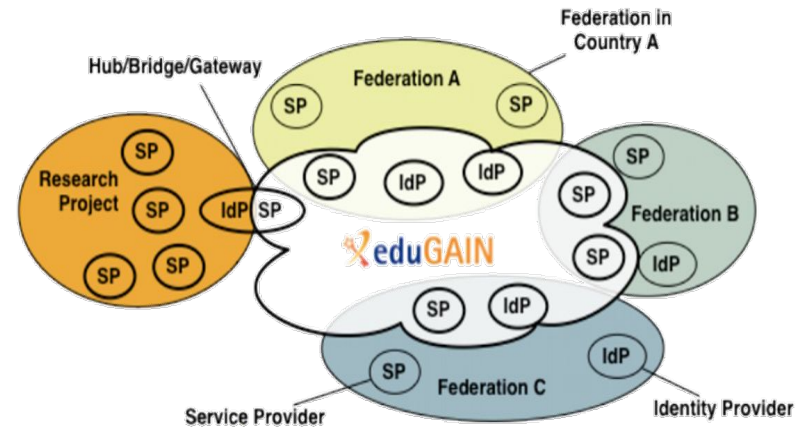 Federation in
Country A
Hub/Bridge/Gateway
Federation A
SP
SP
SP
IdP
IdP
SP
Research
Project
SP
IdP SP
SP
SP
SP
SP
Federation B
SP
IdP
eduGAIN
SP
IdP
SP
IdP
Federation C
Service Provider
Identity Provider